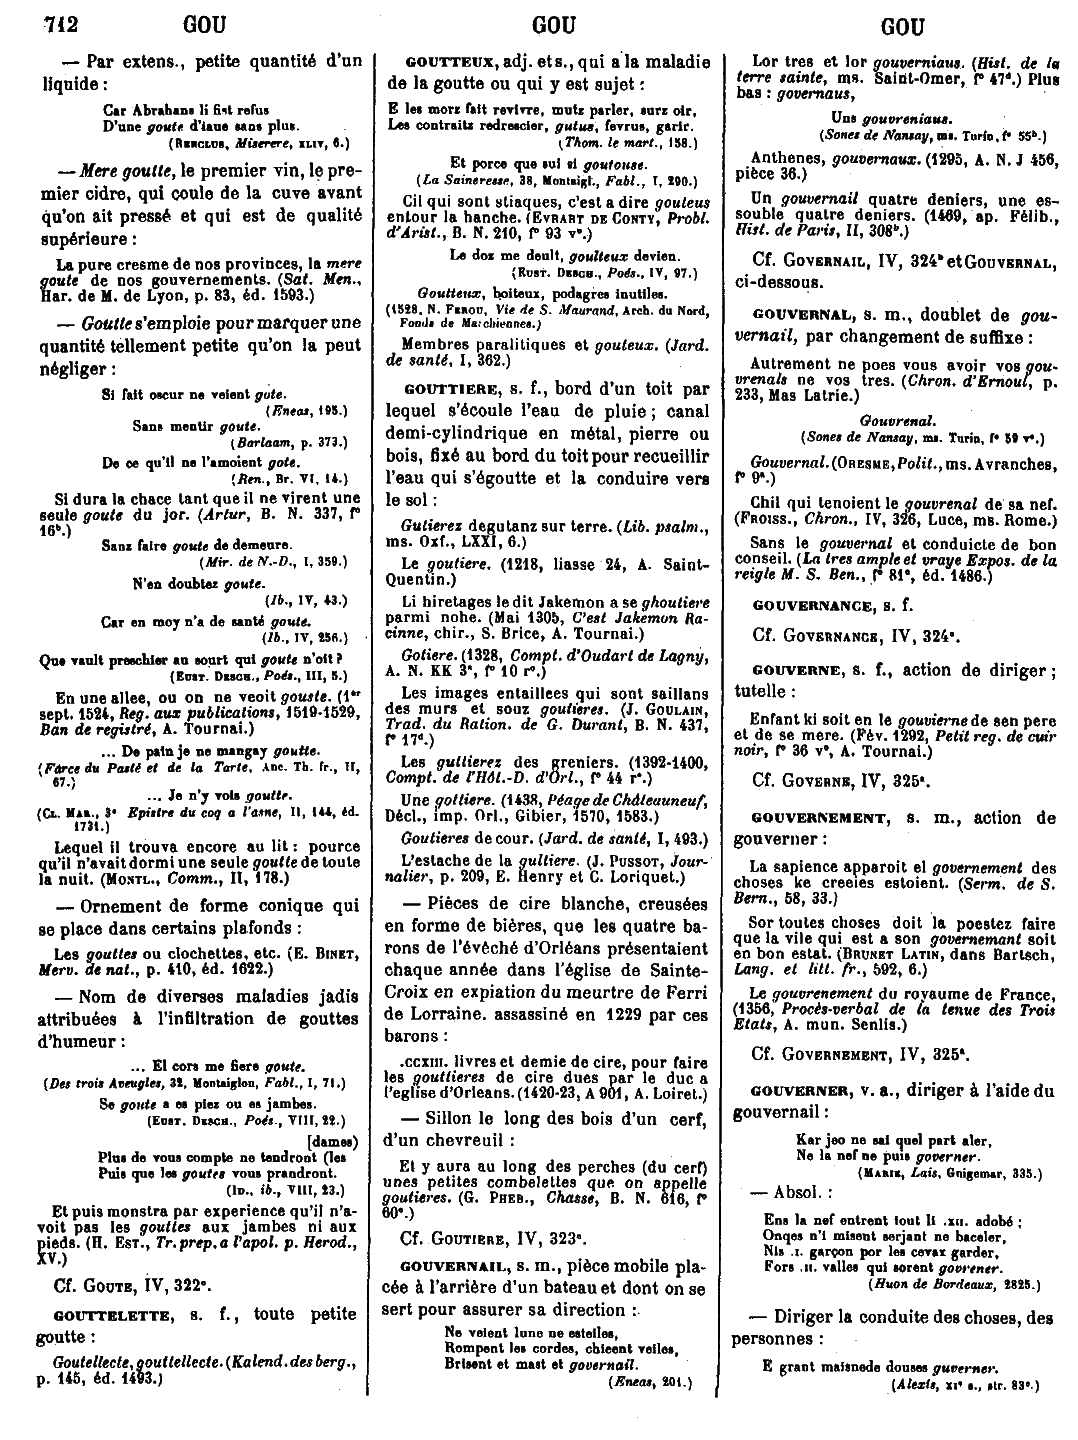 712 GOU GOU GOU
— Par extens., petite quantité d'un
liquide :
Car Abrahans li fist refus
D'une goute d'iaue sans plus.
(Renclus, Miserere, xliv, 6.)
— Mere goutte, le premier vin, le pre-
mier cidre, qui coule de la cuve avant
qu'on ait pressé et qui est de qualité
supérieure :
La pure cresme de nos provinces, la mere
goute de nos gouvernements. (Sat. Men.,
Har. de M. de Lyon, p. 83, éd. 1593.)
— Goutte s'emploie pour marquer une
quantité tellement petite qu'on la peut
négliger :
Si fait oscur ne veient gote.
(Eneas, 195.)
Sans mentir goute.
(Barlaam, p. 373.)
De ce qu'il ne l'amoient gote.
(Ren., Br. VI, 14.)
Si dura la chace tant que il ne virent une
seule goute du jor. (Artur, B. N. 337, f°
16b.)
Sanz faire goute de demeure.
(Mir. de N.-D., I, 359.)
N'en doubtez goute.
(Ib., IV, 43.)
Car en moy n'a de santé goute.
(Ib., IV, 256.)
Que vault preschier au sourt qui goute n'oit ?
(Eust. Desch., Poés., III, 5.)
En une allee, ou on ne veoit gouste. (1er
sept. 1524, Reg. aux publications, 1519-1529,
Ban de registré, A. Tournai.)
... De pain je ne mangay goutte.
(Farce du Pasté et de la Tarte, Anc. Th. fr., II,
67.)
... Je n'y vois goutte.
(Cl. Mar., 3e Epistre du coq a l'asne, II, 144, éd.
1731.)
Lequel il trouva encore au lit : pource
qu'il n'avait dormi une seule goutte de toute
la nuit. (Montl., Comm., II, 178.)
— Ornement de forme conique qui
se place dans certains plafonds :
Les gouttes ou clochettes, etc. (E. Binet,
Merv. de nat., p. 410, éd. 1622.)
— Nom de diverses maladies jadis
attribuées à l'infiltration de gouttes
d'humeur :
... El cors me fiere goute.
(Des trois Aveugles, 32, Montaiglon, Fabl., I, 71.)
Se goute a es piez ou es jambes.
(Eust. Desch., Poés., VIII, 22.)
[dames)
Plus de vous compte ne tendront (les
Puis que les goutes vous prandront.
(Id., ib., VIII, 23.)
Et puis monstra par experience qu'il n'a-
voit pas les gouttes aux jambes ni aux
pieds. (H. Est., Tr. prep. a l'apol. p. Herod.,
XV.)
Cf. Goute, IV, 322c.
GOUTTELETTE, s. f., toute petite
goutte :
Goutellecte, gouttellecte. (Kalend. des berg.,
p. 145, éd. 1493.)
GOUTTEUX, adj. et s., qui a la maladie
de la goutte ou qui y est sujet :
E les morz fait revivre, mutz parler, surz oir,
Les contraitz redrescier, gutus, fevrus, garir.
(Thom. le mart., 158.)
Et porce que sui si goutouse.
(La Saineresse, 38, Montaigl., Fabl., I, 290.)
Cil qui sont stiaques, c'est a dire gouteus
entour la hanche. (Evrart de Conty, Probl.
d'Arist., B. N. 210, f° 93 v°.)
Le doz me deult, goulteux devien.
(Eust. Desch., Poés., IV, 97.)
Goutteux, boiteux, podagres inutiles.
(1528, N. Ferou, Vie de S. Maurand, Arch. du Nord,
Fonds de Marchiennes.)
Membres paralitiques et gouteux. (Jard.
de santé, I, 362.)
GOUTTIERE, s. f., bord d'un toit par
lequel s'écoule l'eau de pluie ; canal
demi-cylindrique en métal, pierre ou
bois, fixé au bord du toit pour recueillir
l'eau qui s'égoutte et la conduire vers
le sol :
Gutierez degutanz sur terre. (Lib. psalm.,
ms. Oxf., LXXI, 6.)
Le goutiere. (1218, liasse 24, A. Saint-
Quentin.)
Li hiretages le dit Jakemon a se ghoutiere
parmi nohe. (Mai 1305, C'est Jakemon Ra-
cinne, chir., S. Brice, A. Tournai.)
Gotiere. (1328, Compt. d'Oudart de Lagny,
A. N. KK 3a, f° 10 r°.)
Les images entaillees qui sont saillans
des murs et souz goutieres. (J. Goulain,
Trad. du Ration. de G. Durant, B. N. 437,
f° 17d.)
Les gutlierez des greniers. (1392-1400,
Compt. de l'Hôt.-D. d'Orl., f° 44 r°.)
Une gottiere. (1438, Péage de Châteauneuf,
Décl., imp. Orl., Gibier, 1570, 1583.)
Goutieres de cour. (Jard. de santé, I, 493.)
L'estache de la gultiere. (J. Pussot, Jour-
nalier, p. 209, E. Henry et C. Loriquet.)
— Pièces de cire blanche, creusées
en forme de bières, que les quatre ba-
rons de l'évêché d'Orléans présentaient
chaque année dans l'église de Sainte-
Croix en expiation du meurtre de Ferri
de Lorraine. assassiné en 1229 par ces
barons :
.ccxiii. livres et demie de cire, pour faire
les gouttieres de cire dues par le duc a
l'eglise d'Orleans. (1420-23, A 901, A. Loiret.)
— Sillon le long des bois d'un cerf,
d'un chevreuil :
Et y aura au long des perches (du cerf)
unes petites combelettes que on appelle
goutieres. (G. Pheb., Chasse, B. N. 616, f°
60c.)
Cf. Goutiere, IV, 323c.
GOUVERNAIL, s. m., pièce mobile pla-
cée à l'arrière d'un bateau et dont on se
sert pour assurer sa direction :
Ne veient lune ne esteiles,
Rompent les cordes, chieent veiles,
Brisent et mast et governail.
(Eneas, 201.)
Lor tres et lor gouverniaus. (Hist. de la
terre sainte, ms. Saint-Omer, f° 47d.) Plus
bas : governaus,
Uns gouvreniaus.
(Sones de Nansay, ms. Turin, f° 55b.)
Anthenes, gouvernaux. (1295, A. N. J 456,
pièce 36.)
Un gouvernail quatre deniers, une es-
souble quatre deniers. (1469, ap. Félib.,
Hist. de Paris, II, 308b.)
Cf. Governail, IV, 324b et Gouvernal,
ci-dessous.
GOUVERNAL, s. m., doublet de gou-
vernail, par changement de suffixe :
Autrement ne poes vous avoir vos gou-
vrenals ne vos tres. (Chron. d'Ernoul, p.
233, Mas Latrie.)
Gouvrenal.
(Sones de Nansay, ms. Turin, f° 59 v°.)
Gouvernal. (Oresme, Polit., ms. Avranches,
f° 9a.)
Chil qui tenoient le gouvrenal de sa nef.
(Froiss., Chron., IV, 326, Luce, ms. Rome.)
Sans le gouvernal et conduicte de bon
conseil. (La tres ample et vraye Expos. de la
reigle M. S. Ben., f° 81c, éd. 1486.)
GOUVERNANCE, s. f.
Cf. Governance, IV, 324c.
GOUVERNE, s. f., action de diriger ;
tutelle :
Enfant ki soit en le gouvierne de sen pere
et de se mere. (Fév. 1292, Petit reg. de cuir
noir, f° 36 v°, A. Tournai.)
Cf. Governe, IV, 325a.
GOUVERNEMENT, s. m., action de
gouverner :
La sapience apparoit el governement des
choses ke creeies estoient. (Serm. de S.
Bern., 58, 33.)
Sor toutes choses doit la poestez faire
que la vile qui est a son governemant soit
en bon estat. (Brunet Latin, dans Bartsch,
Lang. et litt. fr., 592, 6.)
Le gouvrenement du royaume de France,
(1356, Procès-verbal de la tenue des Trois
Etats, A. mun. Senlis.)
Cf. Governement, IV, 325a.
GOUVERNER, v. a., diriger à l'aide du
gouvernail :
Kar jeo ne sai quel part aler,
Ne la nef ne puis governer.
(Marie, Lais, Guigemar, 335.)
— Absol. :
Ens la nef entrent tout li .xii. adobé ;
Onqes n'i misent serjant ne baceler,
Nis .i. garçon por les cevax garder,
Fors .ii. valles qui sorent govrener.
(Huon de Bordeaux, 2825.)
— Diriger la conduite des choses, des
personnes :
E grant maisnede douses guverner.
(Alexis, xie s., str. 83a.)